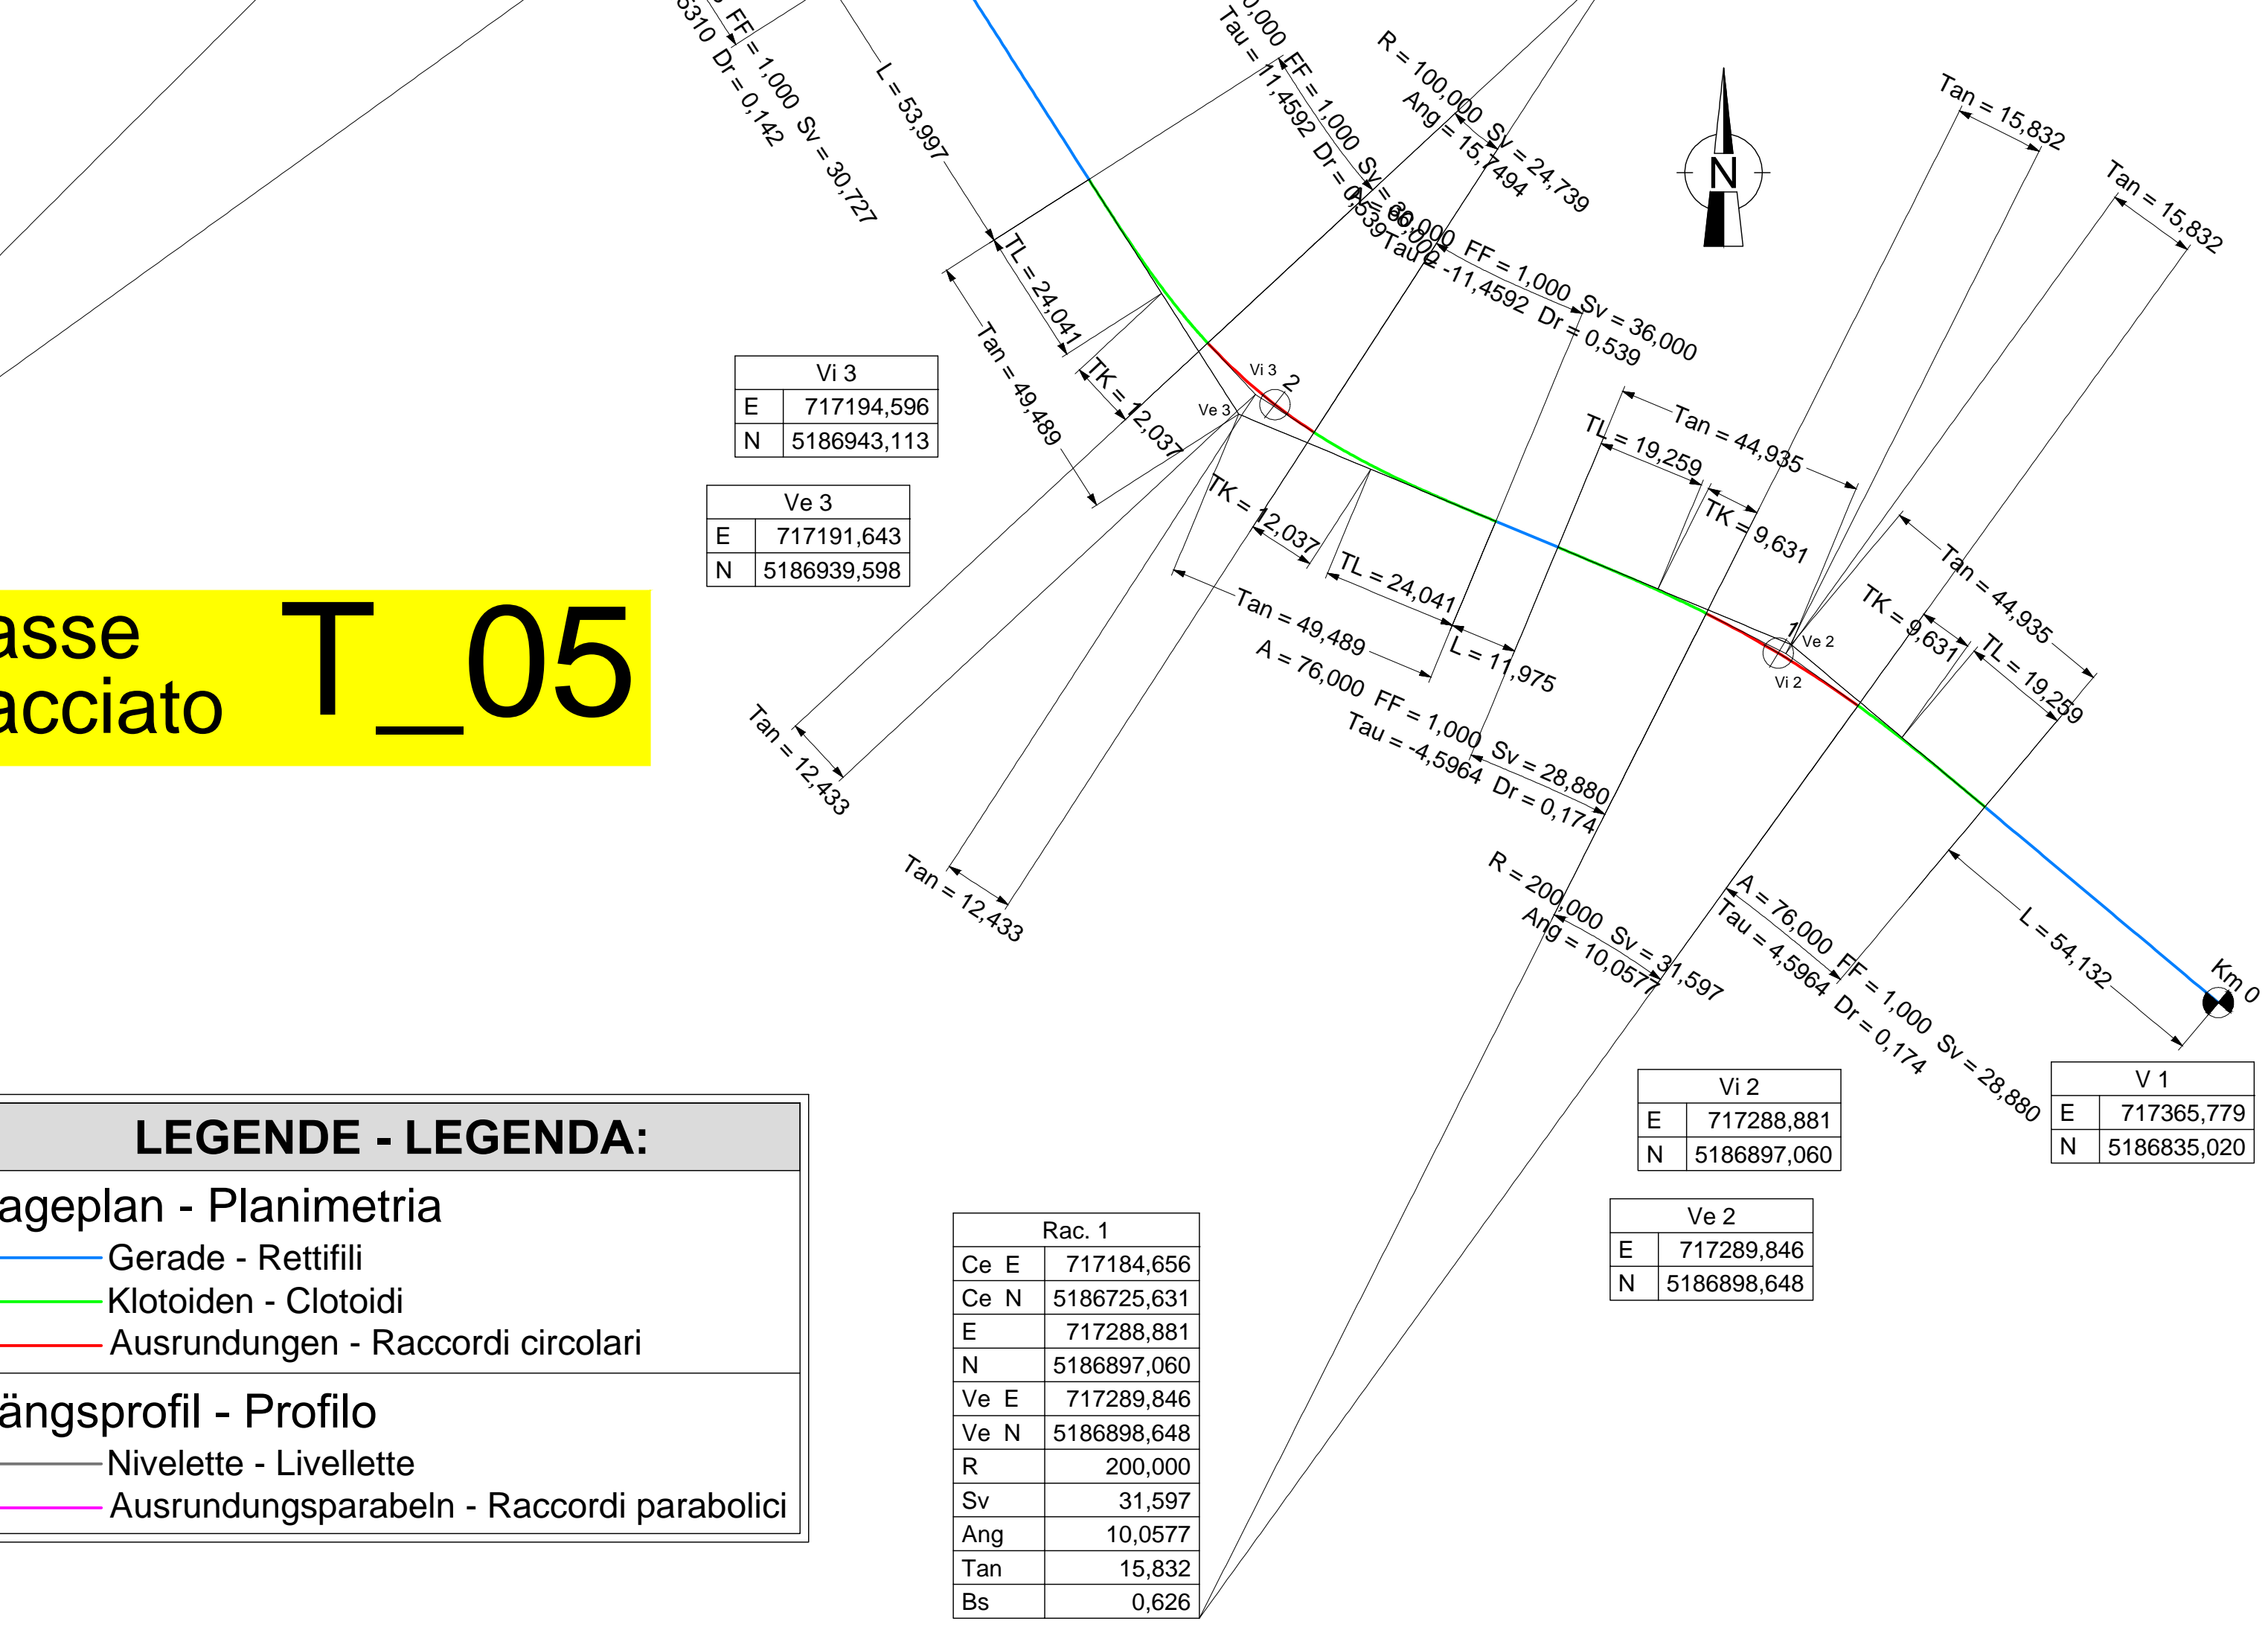 FF = 1,000 Sv = 30,727
Dr = 0,142
L = 53,997
FF = 1,000
Tau = 11,4592 Dr = 0,539
R = 100,000 Sv = 24,739
Ang = 15,7494
FF = 1,000 Sv = 36,000
Tau = -11,4592 Dr = 0,539
N
Tan = 15,832
Tan = 15,832
TL = 24,041
Tan = 49,489
TK = 12,037
Vi 3
2
Ve 3
Vi 3
E 717194,596
N 5186943,113
Ve 3
E 717191,643
N 5186939,598
Tan = 44,935
TL = 19,259
TK = 9,631
TK = 12,037
TL = 24,041
Tan = 49,489
L = 11,975
A = 76,000 FF = 1,000 Sv = 28,880
Tau = -4,5964 Dr = 0,174
1
Ve 2
Vi 2
Tan = 44,935
TK = 9,631
TL = 19,259
asse
acciato
T_05
Tan = 12,433
Tan = 12,433
R = 200,000 Sv = 31,597
Ang = 10,0577
A = 76,000 FF = 1,000 Sv = 28,880
Tau = 4,5964 Dr = 0,174
L = 54,132
Km 0
Vi 2
E 717288,881
N 5186897,060
V 1
E 717365,779
N 5186835,020
Ve 2
E 717289,846
N 5186898,648
LEGENDE - LEGENDA:
ageplan - Planimetria
Gerade - Rettifili
Klotoiden - Clotoidi
Ausrundungen - Raccordi circolari
ängsprofil - Profilo
Nivelette - Livellette
Ausrundungsparabeln - Raccordi parabolici
Rac. 1
Ce E 717184,656
Ce N 5186725,631
E 717288,881
N 5186897,060
Ve E 717289,846
Ve N 5186898,648
R 200,000
Sv 31,597
Ang 10,0577
Tan 15,832
Bs 0,626